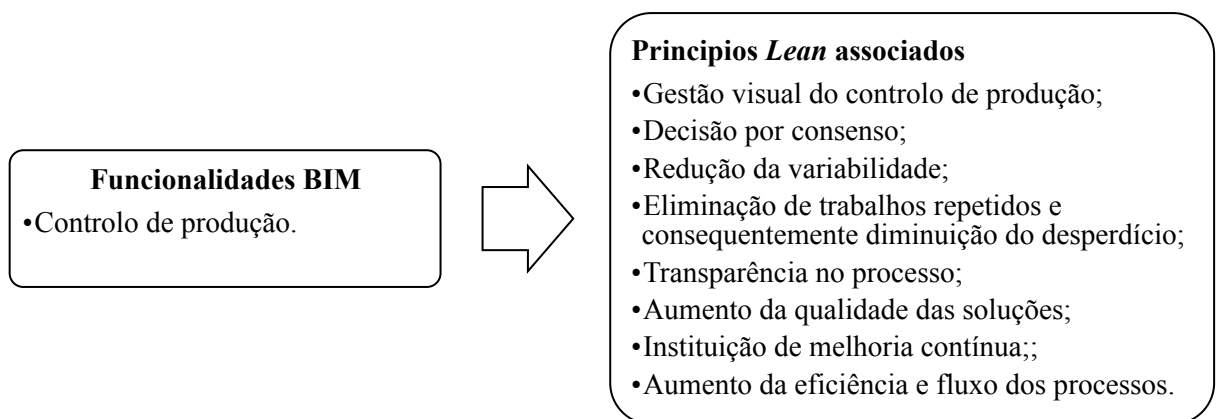 Funcionalidades BIM
•Controlo de produção.
Principios Lean associados
•Gestão visual do controlo de produção;
•Decisão por consenso;
•Redução da variabilidade;
•Eliminação de trabalhos repetidos e
consequentemente diminuição do desperdício;
•Transparência no processo;
•Aumento da qualidade das soluções;
•Instituição de melhoria contínua;;
•Aumento da eficiência e fluxo dos processos.